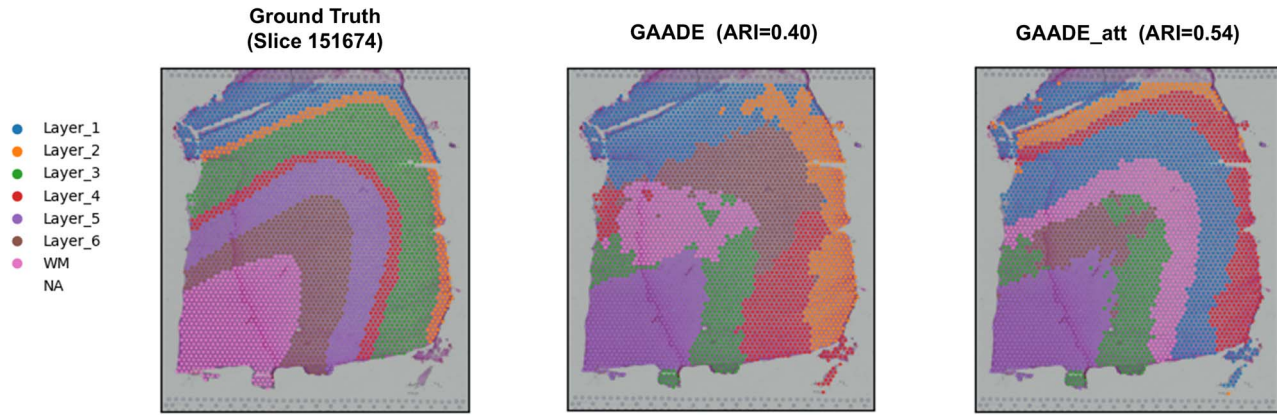 Ground Truth
(Slice 151674)
GAADE (ARI=0.40)
GAADE_att (ARI=0.54)
Layer_1
Layer_2
Layer_3
Layer_4
Layer_5
Layer_6
WM
NA